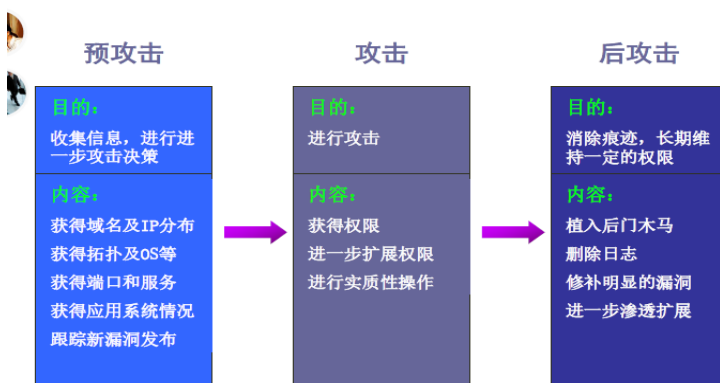 预攻击
目的:
收集信息，进行进
一步攻击决策
内容:
获得域名及IP分布
获得拓扑及OS等
获得端口和服务
获得应用系统情况
跟踪新漏洞发布
攻击
目的:
进行攻击
内容:
获得权限
进一步扩展权限
进行实质性操作
后攻击
目的:
消除痕迹，长期维
持一定的权限
内容:
植入后门木马
删除日志
修补明显的漏洞
进一步渗透扩展